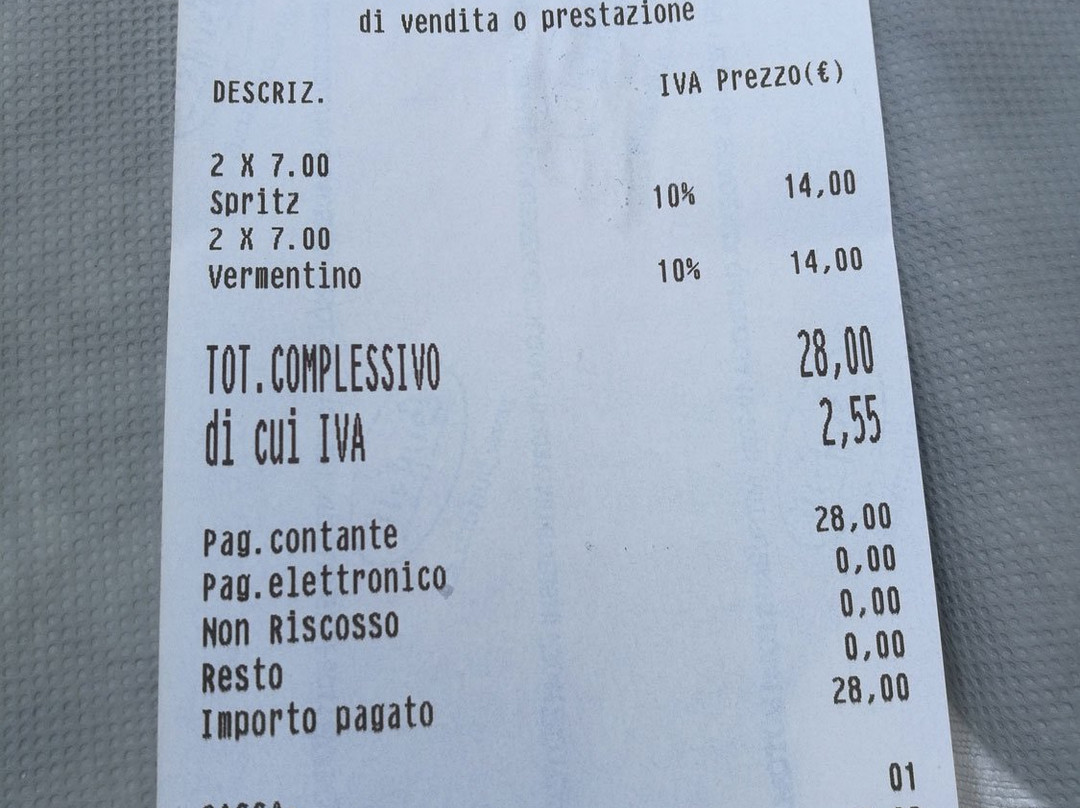 di vendita o prestazione
DESCRIZ. IVA Prezzo(€)
2 X 7.00
Spritz 10% 14,00
2 X 7.00
Vermentino 10% 14,00
TOT.COMPLESSIVO 28,00
di cui IVA 2,55
Pag.contante 28,00
Pag.elettronico 0,00
Non Riscosso 0,00
Resto 0,00
Importo pagato 28,00
01